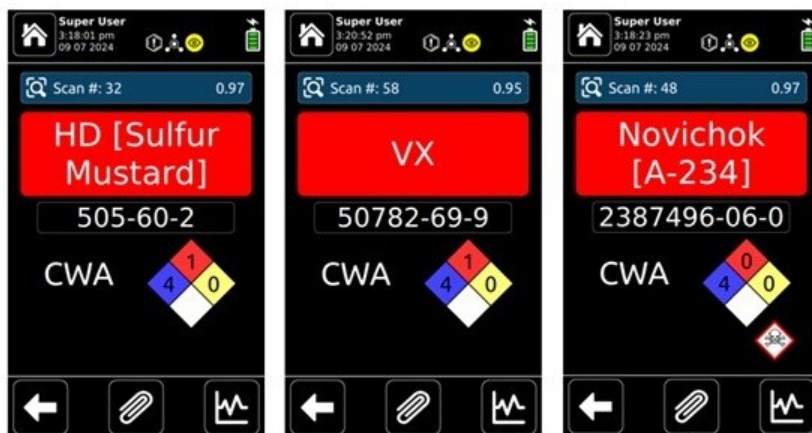 Super User
3:18:01 pm
09 07 2024
Scan #: 32 0.97
HD [Sulfur
Mustard]
505-60-2
CWA
1
4 0
Super User
3:20:52 pm
09 07 2024
Scan #: 58 0.95
VX
50782-69-9
CWA
1
4 0
Super User
3:18:23 pm
09 07 2024
Scan #: 48 0.97
Novichok
[A-234]
2387496-06-0
CWA
0
4 0